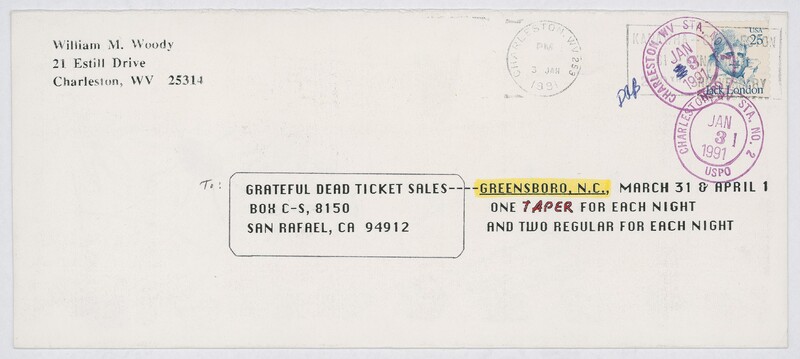 William M. Woody
21 Estill Drive
Charleston, WV 25314
CHARLESTON, WV 253
PM
3 JAN
1991
CHARLESTON, WV STA. NO.
JAN
3
1991
USA
25
Jack London
DBB
CHARLESTON, WV STA. NO. 2
JAN
31
1991
USPO
To:
GRATEFUL DEAD TICKET SALES----GREENSBORO, N.C., MARCH 31 & APRIL 1
BOX C-S, 8150 ONE TAPER FOR EACH NIGHT
SAN RAFAEL, CA 94912 AND TWO REGULAR FOR EACH NIGHT